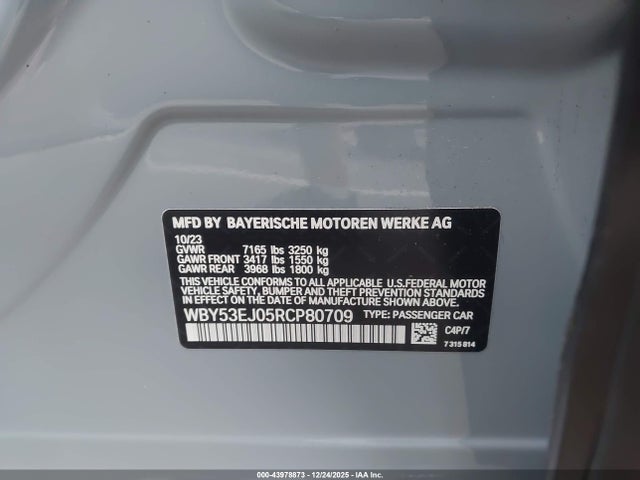 MFD BY BAYERISCHE MOTOREN WERKE AG
10/23
GVWR 7165 lbs 3250 kg
GAWR FRONT 3417 lbs 1550 kg
GAWR REAR 3968 lbs 1800 kg
THIS VEHICLE CONFORMS TO ALL APPLICABLE U.S.FEDERAL MOTOR
VEHICLE SAFETY, BUMPER AND THEFT PREVENTION STANDARDS IN
EFFECT ON THE DATE OF MANUFACTURE SHOWN ABOVE.
WBY53EJ05RCP80709 TYPE: PASSENGER CAR
C4P/7
7 315 814
000-43978873 - 12/24/2025 - IAA Inc.